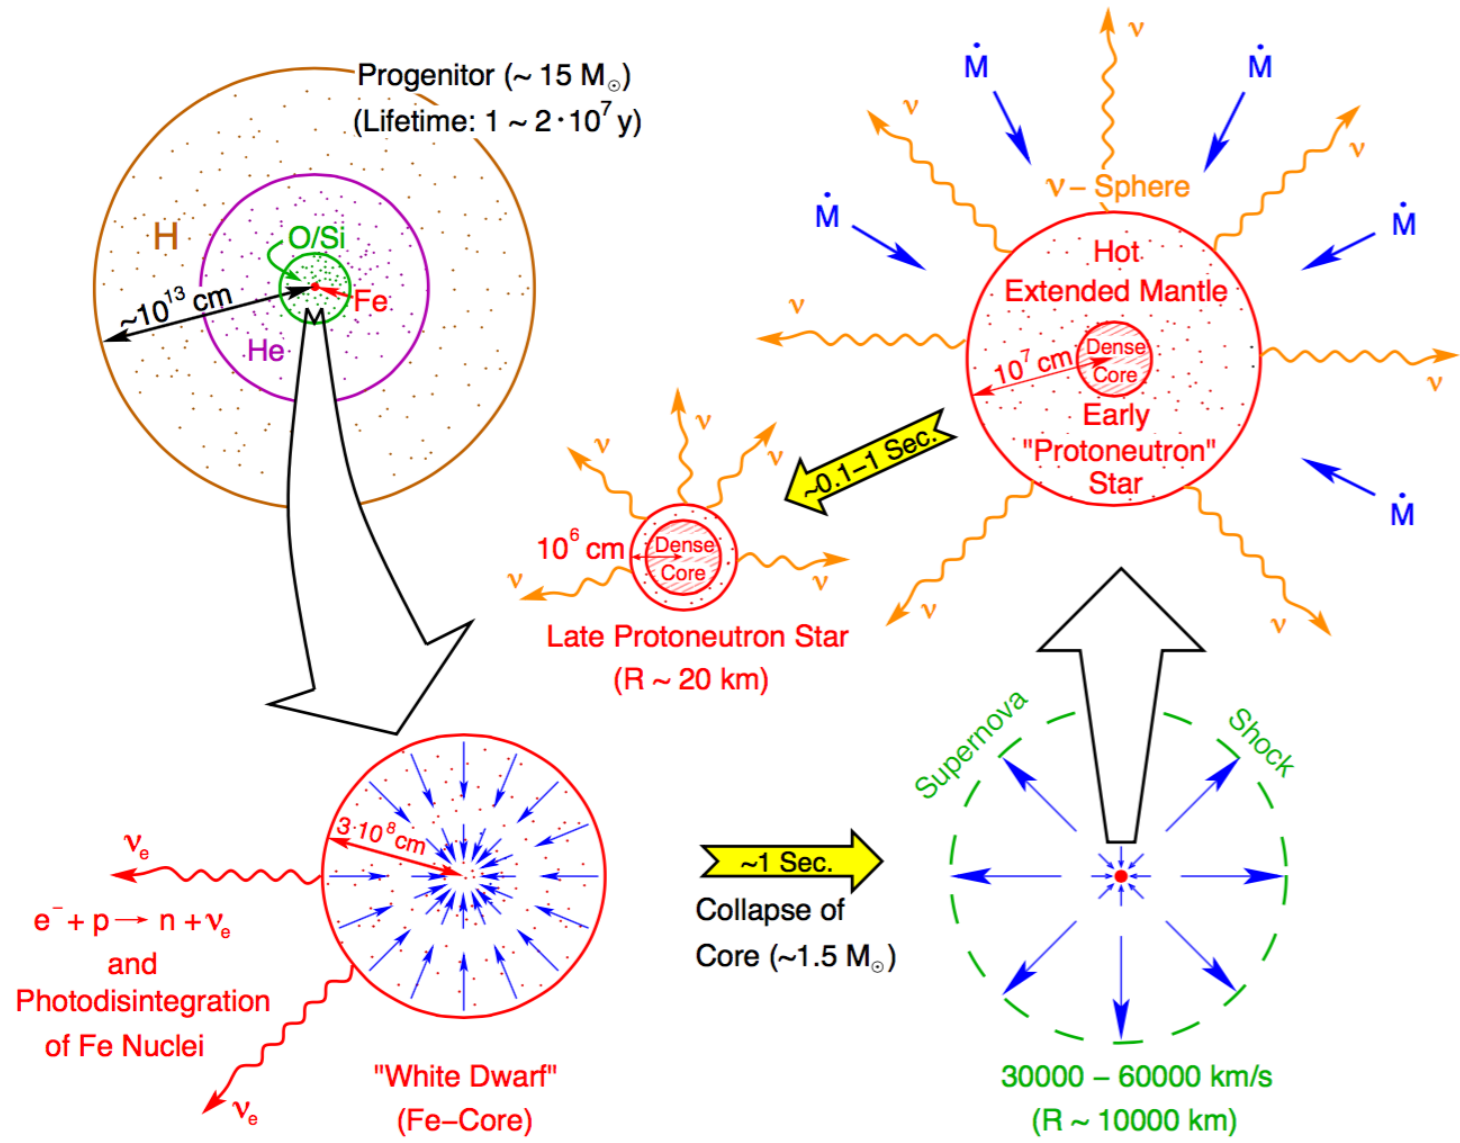 Progenitor (~ 15 M☉)
(Lifetime: 1 ~ 2·10⁷ y)
H
O/Si
Fe
~10¹³ cm
He
Ṁ
Ṁ
Ṁ
Ṁ
Ṁ
ν
ν
ν
ν – Sphere
Hot
Extended Mantle
Dense
Core
10⁷ cm
Early
"Protoneutron"
Star
ν
ν
ν
ν
~0.1–1 Sec.
ν
ν
ν
10⁶ cm
Dense
Core
ν
ν
Late Protoneutron Star
(R ~ 20 km)
3·10⁸ cm
νₑ
e⁻ + p → n + νₑ
and
Photodisintegration
of Fe Nuclei
νₑ
"White Dwarf"
(Fe–Core)
~1 Sec.
Collapse of
Core (~1.5 M☉)
Supernova
Shock
30000 – 60000 km/s
(R ~ 10000 km)